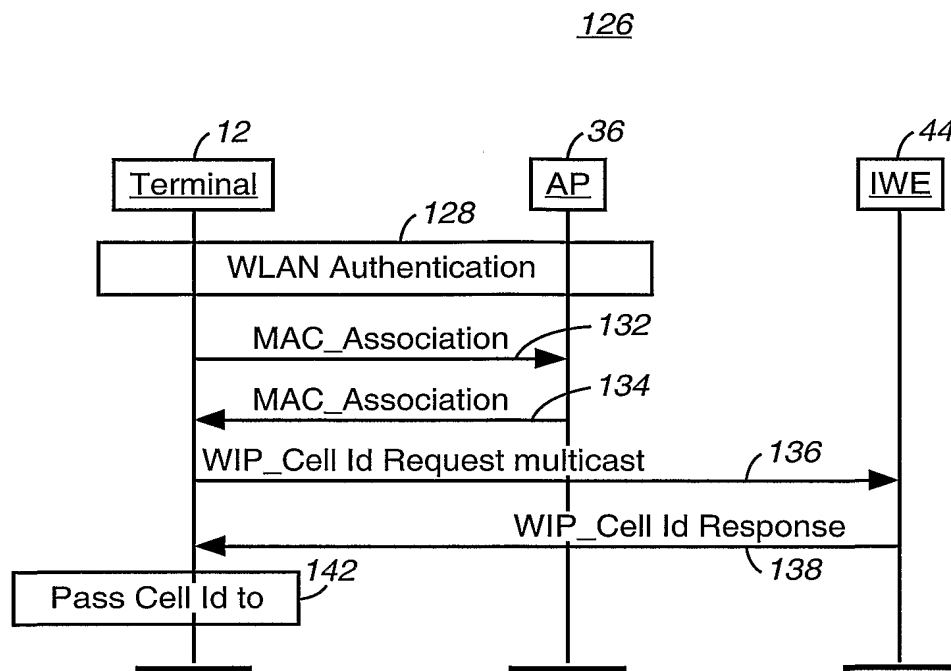 126
12
36
44
Terminal
AP
IWE
128
WLAN Authentication
MAC_Association
132
MAC_Association
134
WIP_Cell Id Request multicast
136
WIP_Cell Id Response
138
142
Pass Cell Id to